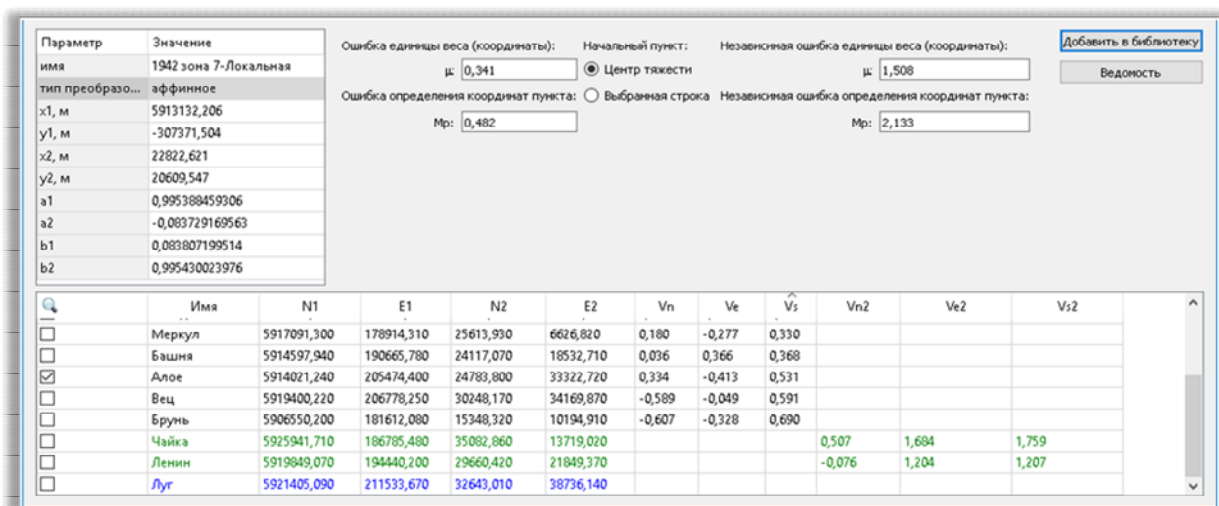 Параметр Значение
имя 1942 зона 7-Локальная
тип преобразо... аффинное
x1, м 5913132,206
y1, м -307371,504
x2, м 22822,621
y2, м 20609,547
a1 0,995388459306
a2 -0,083729169563
b1 0,083807199514
b2 0,995430023976
Ошибка единицы веса (координаты): Начальный пункт: Независимая ошибка единицы веса (координаты):
μ: 0,341 Центр тяжести μ: 1,508
Ошибка определения координат пункта: Выбранная строка Независимая ошибка определения координат пункта:
Mp: 0,482 Mp: 2,133
Добавить в библиотеку
Ведомость
Имя N1 E1 N2 E2 Vn Ve Vs Vn2 Ve2 Vs2
Меркул 5917091,300 178914,310 25613,930 6626,820 0,180 -0,277 0,330
Башня 5914597,940 190665,780 24117,070 18532,710 0,036 0,366 0,368
Алое 5914021,240 205474,400 24783,800 33322,720 0,334 -0,413 0,531
Вец 5919400,220 206778,250 30248,170 34169,870 -0,589 -0,049 0,591
Брунь 5906550,200 181612,080 15348,320 10194,910 -0,607 -0,328 0,690
Чайка 5925941,710 186785,480 35082,860 13719,020 0,507 1,684 1,759
Ленин 5919849,070 194440,200 29660,420 21849,370 -0,076 1,204 1,207
Луг 5921405,090 211533,670 32643,010 38736,140